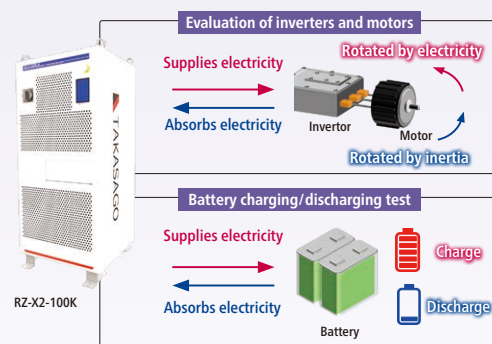 Evaluation of inverters and motors
Supplies electricity
Absorbs electricity
Rotated by electricity
Invertor
Motor
Rotated by inertia
TAKASAGO
RZ-X2-100K
Battery charging/discharging test
Supplies electricity
Absorbs electricity
Charge
Discharge
Battery